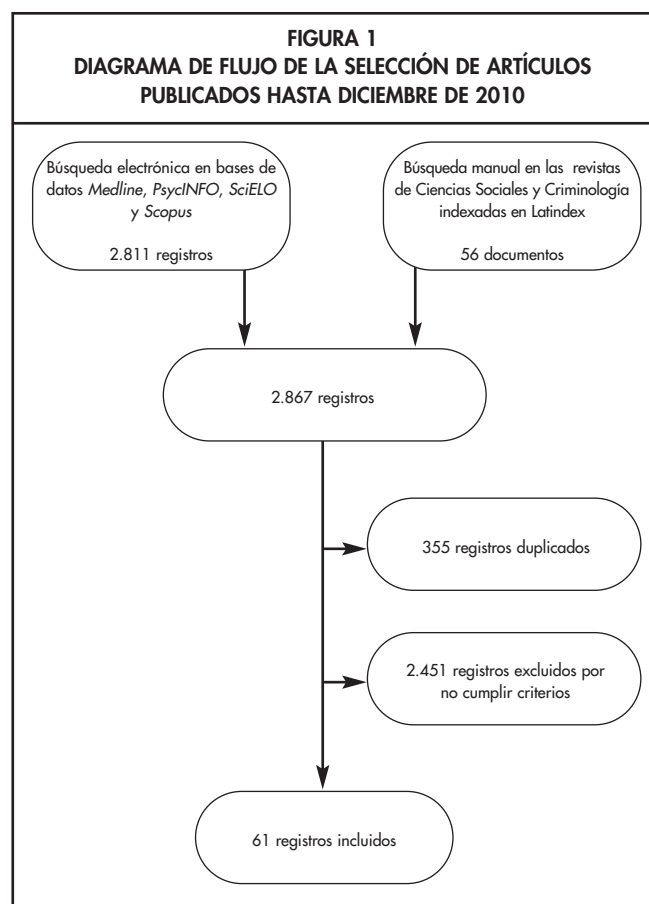 FIGURA 1
DIAGRAMA DE FLUJO DE LA SELECCIÓN DE ARTÍCULOS
PUBLICADOS HASTA DICIEMBRE DE 2010
Búsqueda electrónica en bases de
datos Medline, PsycINFO, SciELO
y Scopus
2.811 registros
Búsqueda manual en las revistas
de Ciencias Sociales y Criminología
indexadas en Latindex
56 documentos
2.867 registros
355 registros duplicados
2.451 registros excluidos por
no cumplir criterios
61 registros incluidos